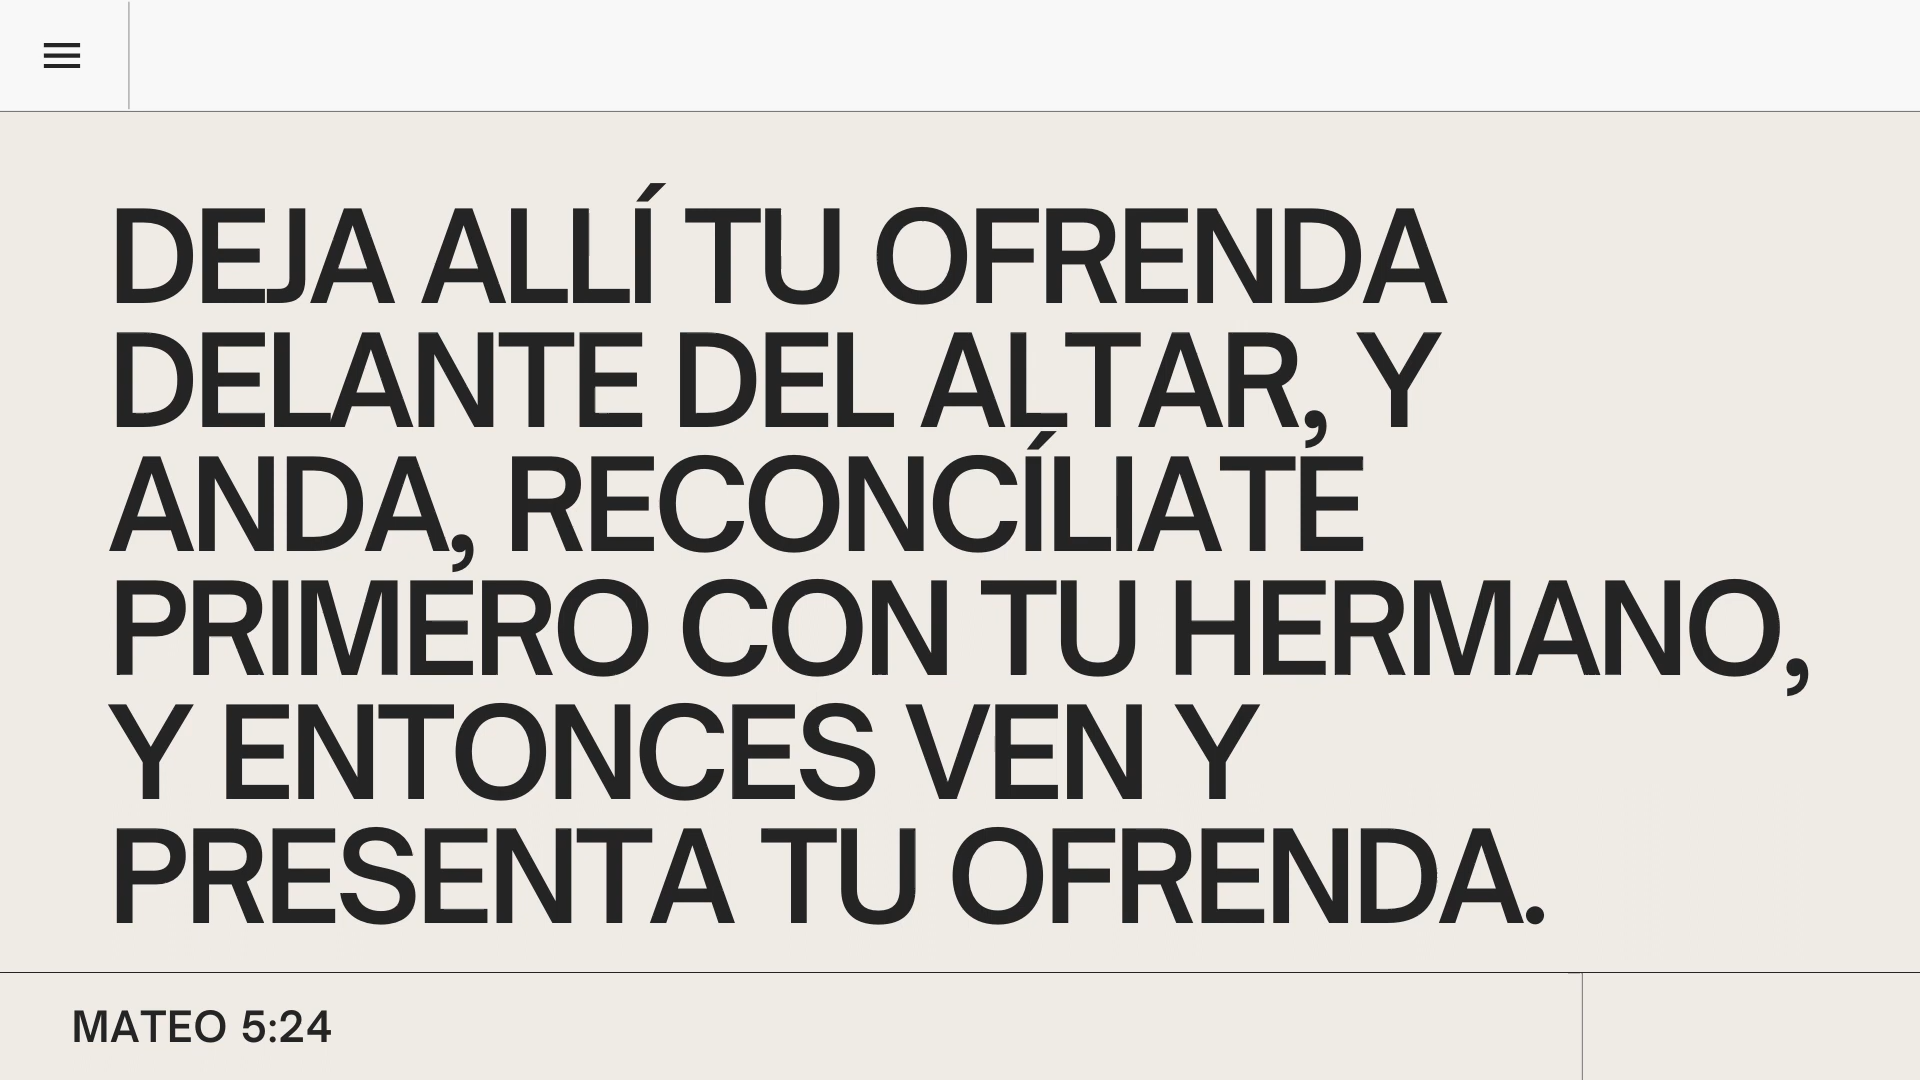 DEJA ALLÍ TU OFRENDA
DELANTE DEL ALTAR, Y
ANDA, RECONCÍLIATE
PRIMERO CON TU HERMANO,
Y ENTONCES VEN Y
PRESENTA TU OFRENDA.
MATEO 5:24